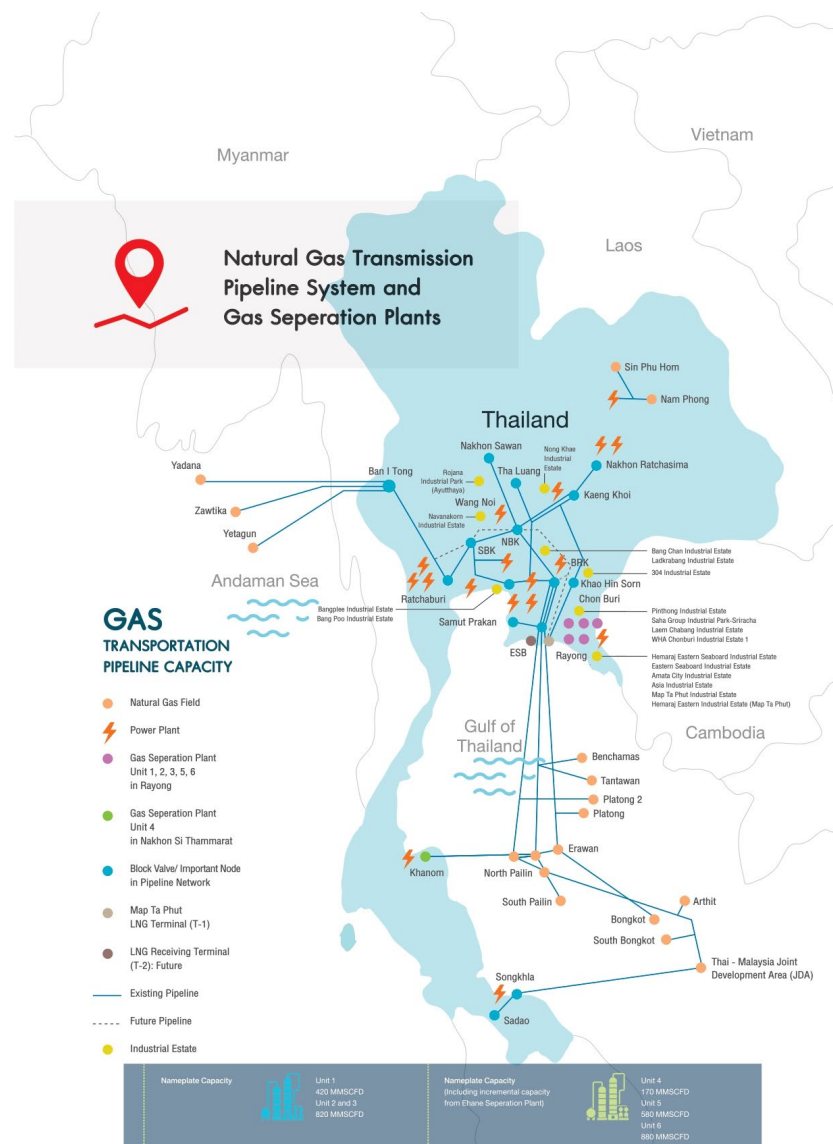 Myanmar
Vietnam
Laos
Natural Gas Transmission
Pipeline System and
Gas Seperation Plants
Sin Phu Hom
Nam Phong
Thailand
Nakhon Sawan
Nong Khae
Industrial
Estate
Nakhon Ratchasima
Yadana
Ban I Tong
Rojana
Industrial Park
(Ayutthaya)
Tha Luang
Kaeng Khoi
Wang Noi
Zawtika
Navanakorn
Industrial Estate
NBK
Yetagun
SBK
BRK
Bang Chan Industrial Estate
Ladkrabang Industrial Estate
304 Industrial Estate
Andaman Sea
Ratchaburi
Khao Hin Sorn
Chon Buri
Bangplee Industrial Estate
Bang Poo Industrial Estate
Samut Prakan
Pinthong Industrial Estate
Saha Group Industrial Park-Sriracha
Laem Chabang Industrial Estate
WHA Chonburi Industrial Estate 1
ESB
Rayong
Hemaraj Eastern Seaboard Industrial Estate
Eastern Seaboard Industrial Estate
Amata City Industrial Estate
Asia Industrial Estate
Map Ta Phut Industrial Estate
Hemaraj Eastern Industrial Estate (Map Ta Phut)
GAS
TRANSPORTATION
PIPELINE CAPACITY
Natural Gas Field
Power Plant
Gas Seperation Plant
Unit 1, 2, 3, 5, 6
in Rayong
Gas Seperation Plant
Unit 4
in Nakhon Si Thammarat
Block Valve/ Important Node
in Pipeline Network
Map Ta Phut
LNG Terminal (T-1)
LNG Receiving Terminal
(T-2): Future
Existing Pipeline
Future Pipeline
Industrial Estate
Gulf of
Thailand
Cambodia
Benchamas
Tantawan
Platong 2
Platong
Erawan
Khanom
North Pailin
South Pailin
Arthit
Bongkot
South Bongkot
Thai - Malaysia Joint
Development Area (JDA)
Songkhla
Sadao
Nameplate Capacity
Unit 1
420 MMSCFD
Unit 2 and 3
820 MMSCFD
Nameplate Capacity
(Including incremental capacity
from Ehane Seperation Plant)
Unit 4
170 MMSCFD
Unit 5
580 MMSCFD
Unit 6
880 MMSCFD